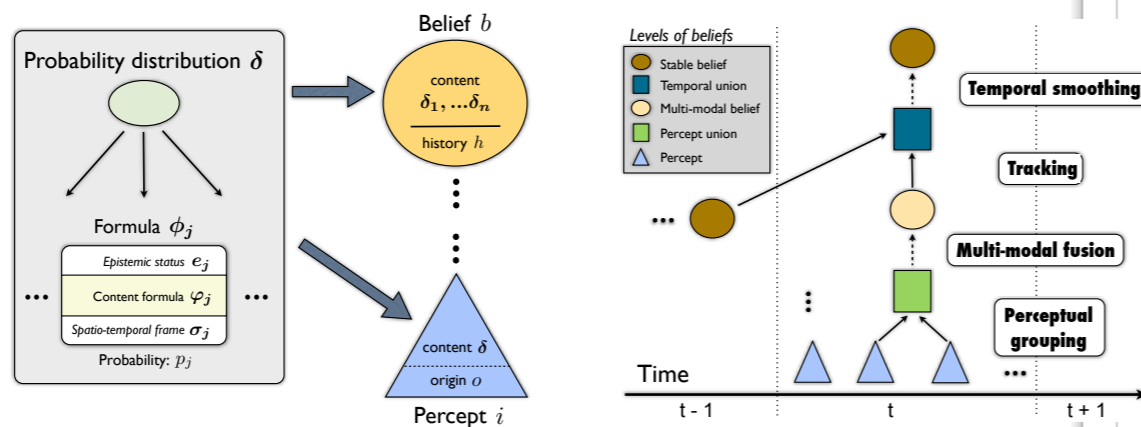 Probability distribution δ
Formula ϕj
Epistemic status ej
... Content formula φj ...
Spatio-temporal frame σj
Probability: pj
Belief b
content
δ1, ...δn
history h
content δ
origin o
Percept i
Levels of beliefs
Stable belief
Temporal union
Multi-modal belief
Percept union
Percept
Temporal smoothing
Tracking
...
Multi-modal fusion
Perceptual
grouping
...
Time
t - 1
t
t + 1